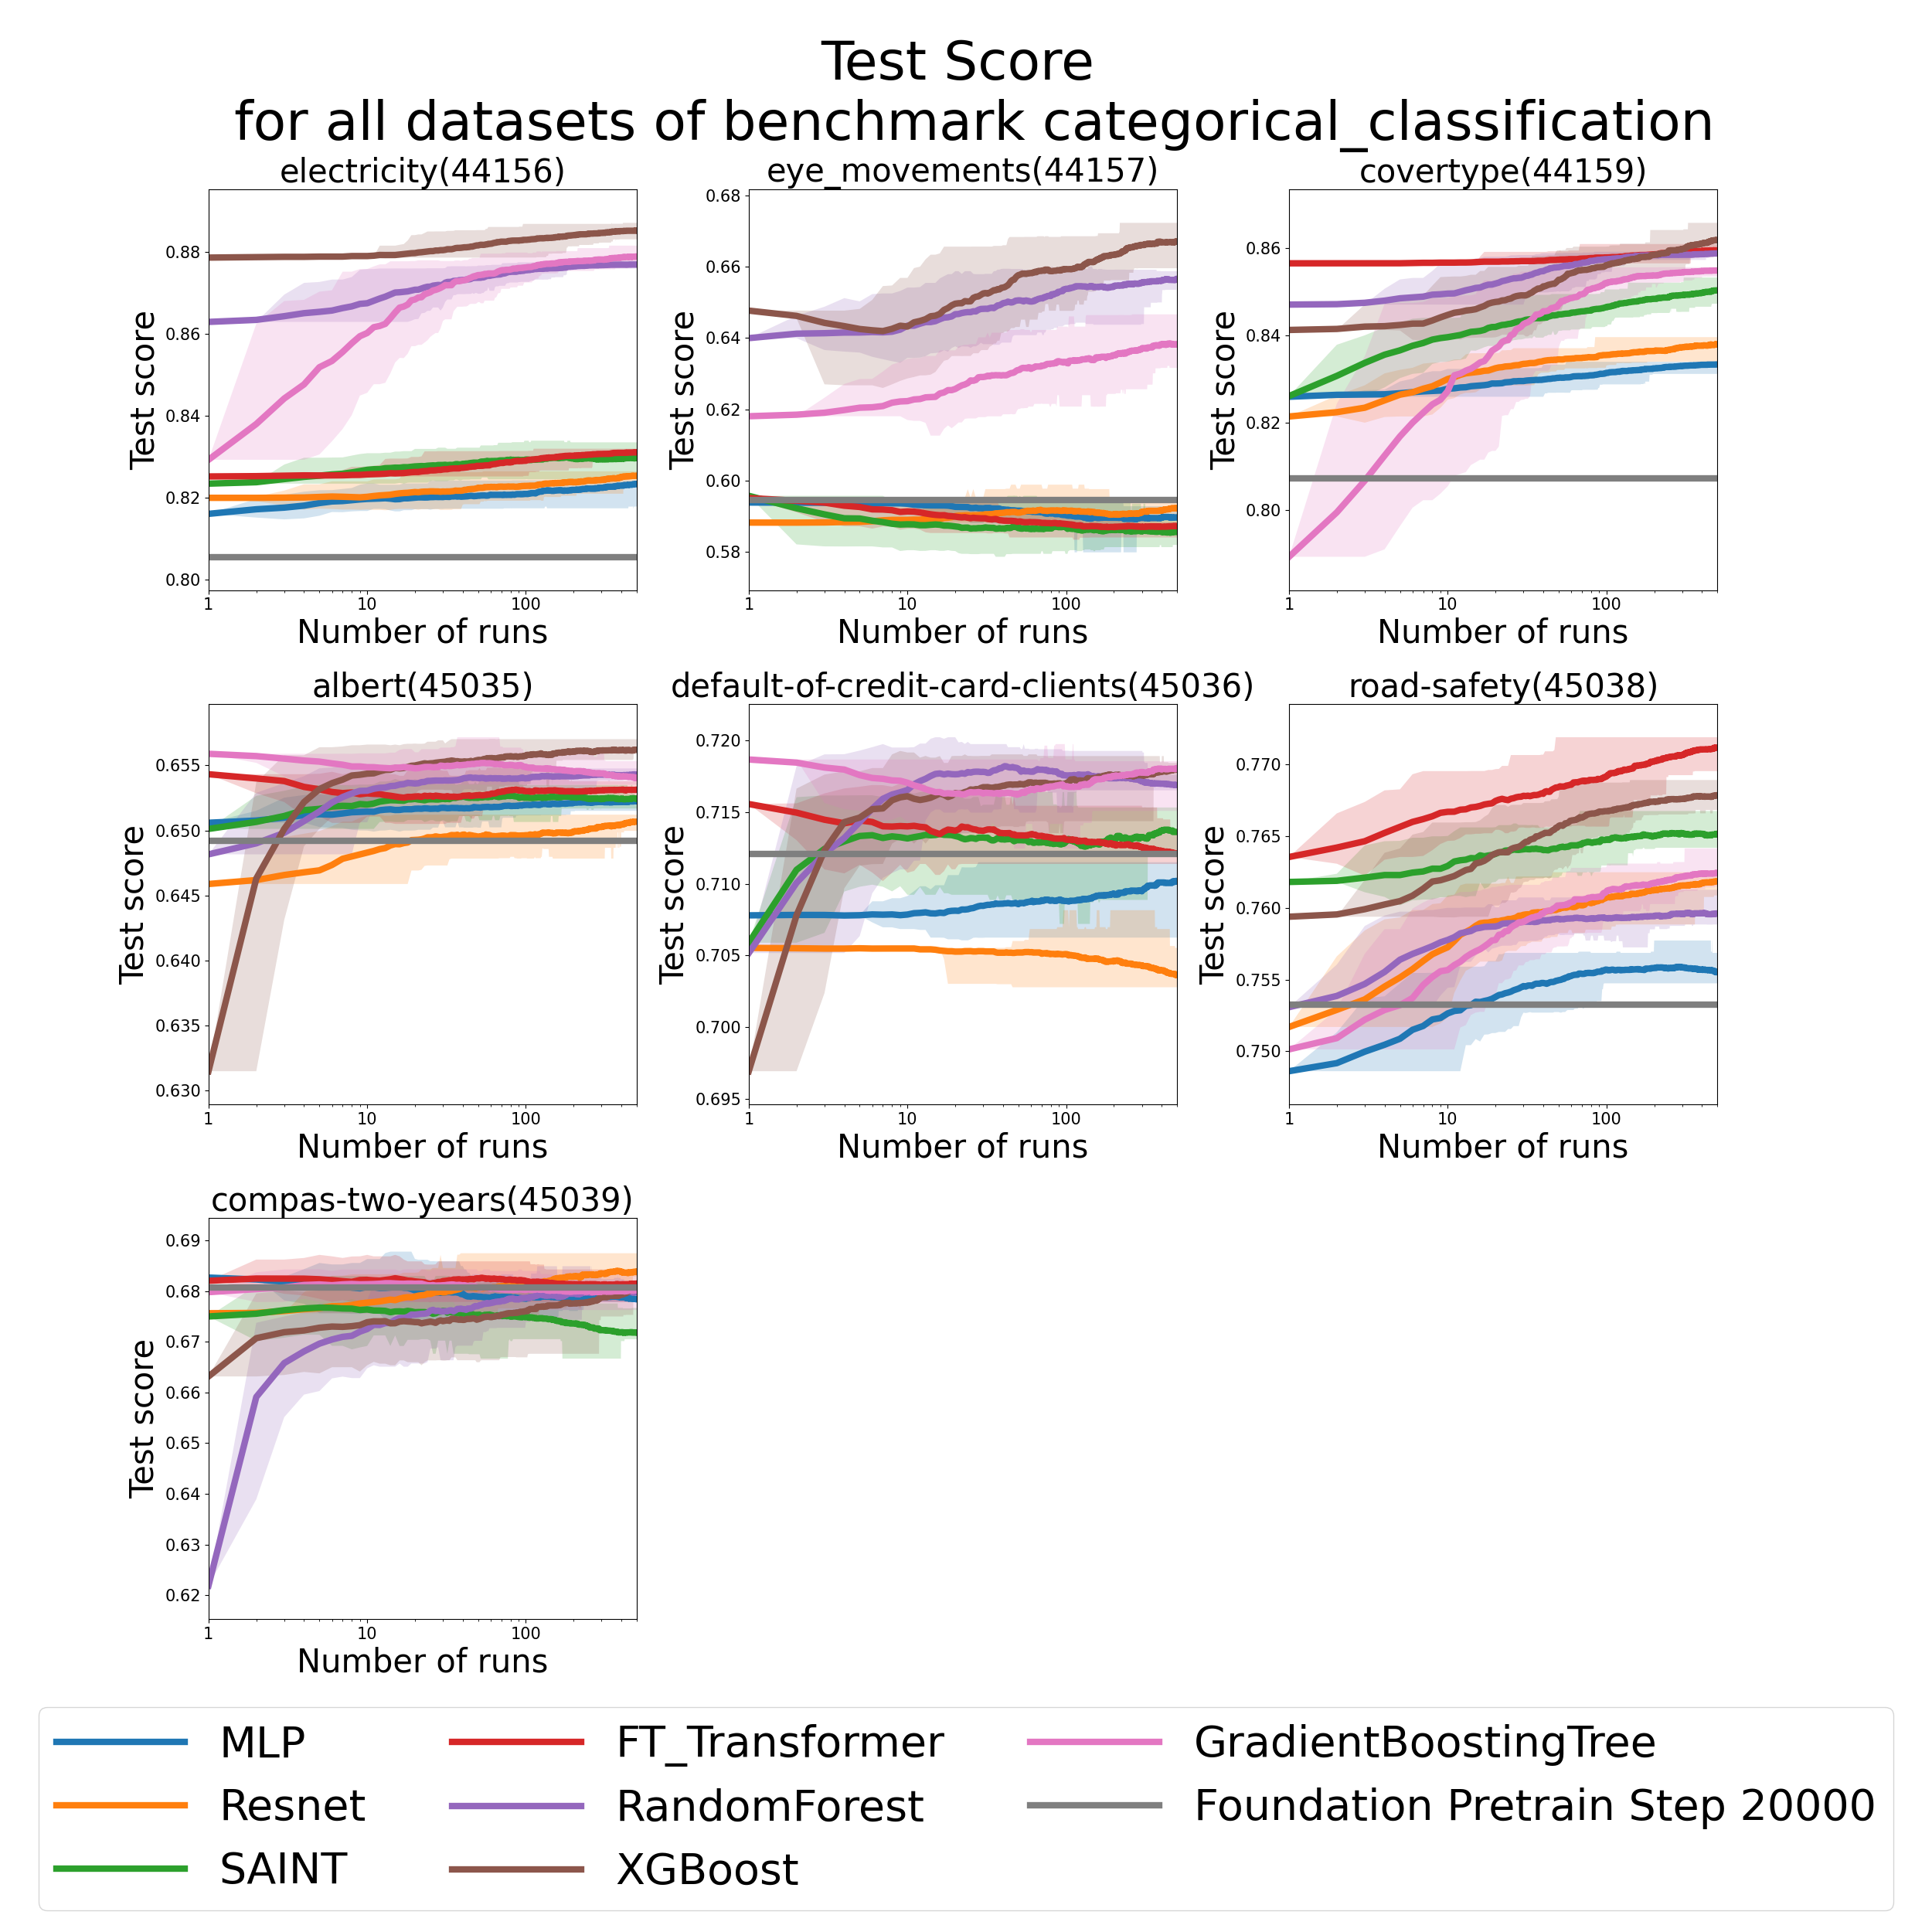 Test Score
for all datasets of benchmark categorical_classification
electricity(44156)
Test score
0.88
0.86
0.84
0.82
0.80
1
10
100
Number of runs
eye_movements(44157)
Test score
0.68
0.66
0.64
0.62
0.60
0.58
1
10
100
Number of runs
covertype(44159)
Test score
0.86
0.84
0.82
0.80
1
10
100
Number of runs
albert(45035)
Test score
0.655
0.650
0.645
0.640
0.635
0.630
1
10
100
Number of runs
default-of-credit-card-clients(45036)
Test score
0.720
0.715
0.710
0.705
0.700
0.695
1
10
100
Number of runs
road-safety(45038)
Test score
0.770
0.765
0.760
0.755
0.750
1
10
100
Number of runs
compas-two-years(45039)
Test score
0.69
0.68
0.67
0.66
0.65
0.64
0.63
0.62
1
10
100
Number of runs
MLP
Resnet
SAINT
FT_Transformer
RandomForest
XGBoost
GradientBoostingTree
Foundation Pretrain Step 20000